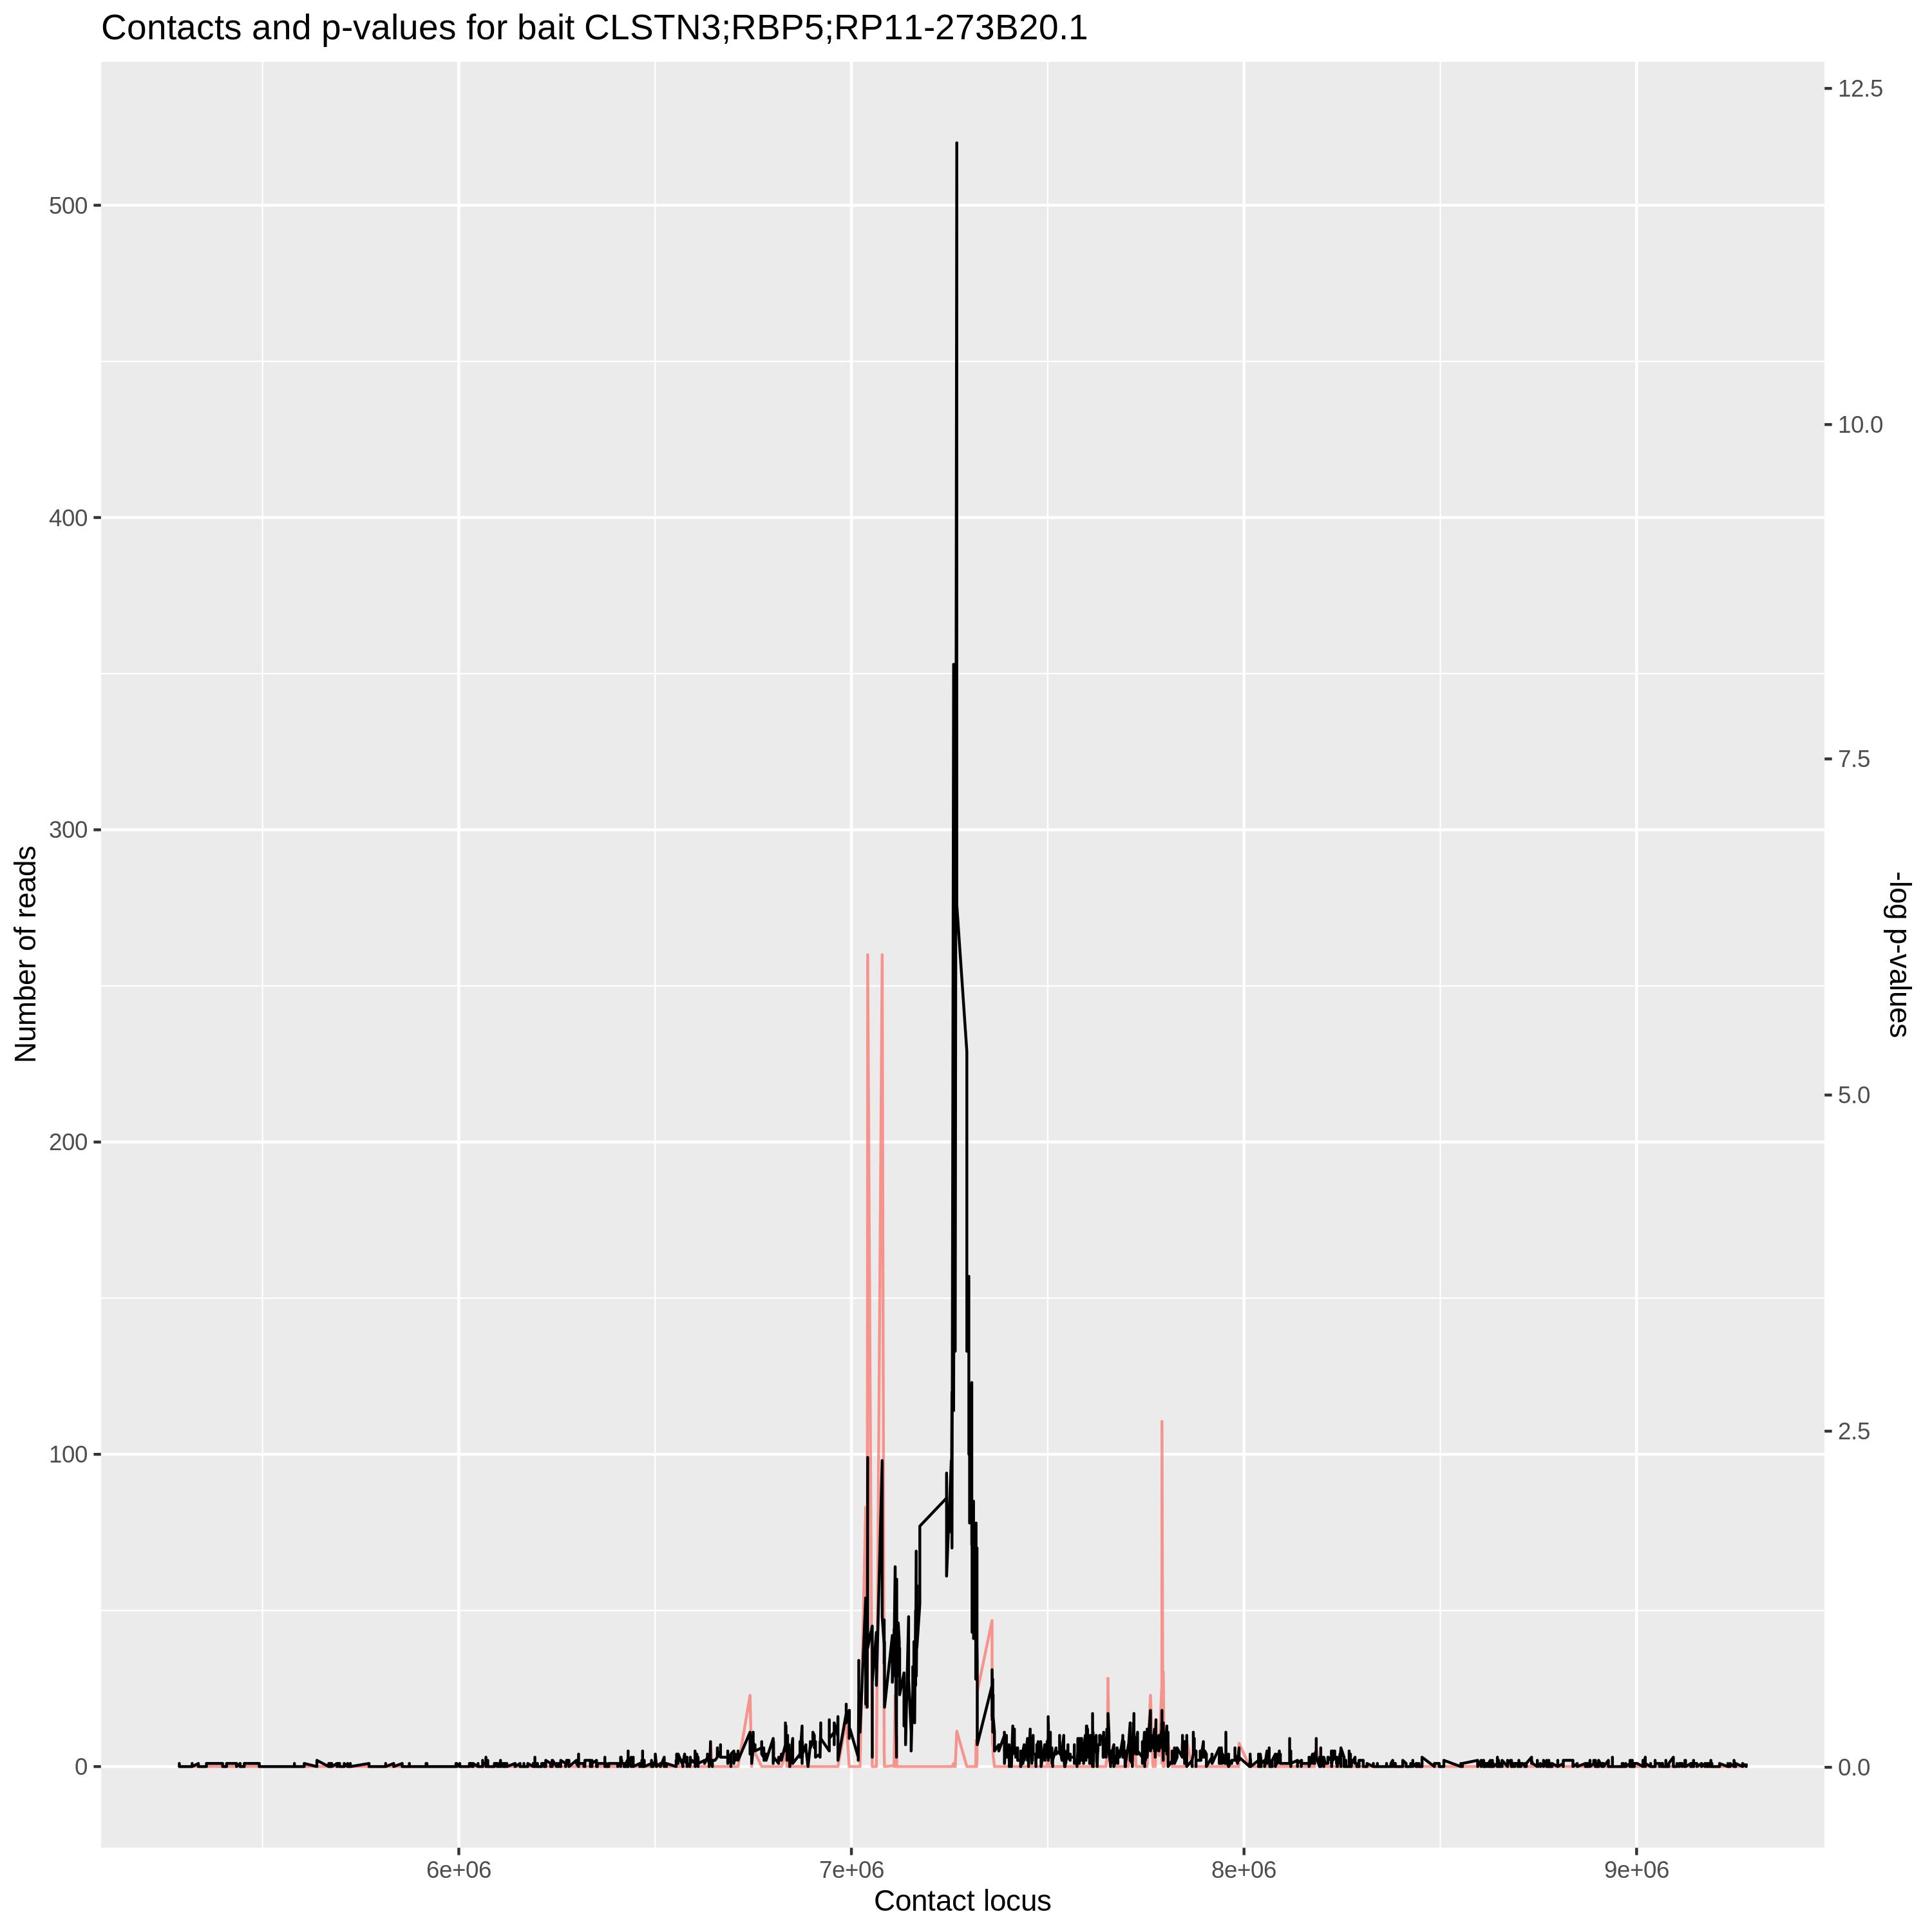 Contacts and p-values for bait CLSTN3;RBP5;RP11-273B20.1
12.5
500
10.0
400
7.5
300
Number of reads
-log p-values
5.0
200
2.5
100
0
0.0
6e+06 7e+06 8e+06 9e+06
Contact locus